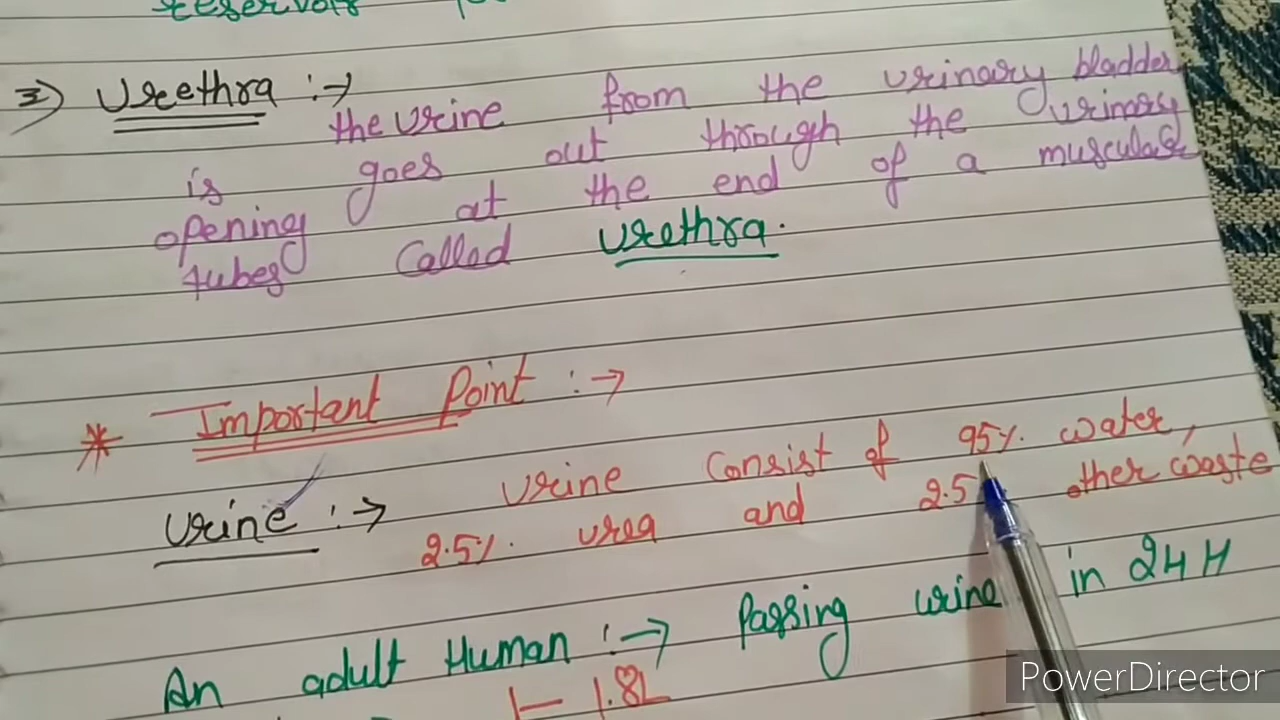 3) Urethra :→
the urine from the urinary bladder
is goes out through the urinary
opening at the end of a muscular
tubes called urethra.
* Important Point :→
Urine :→ Urine Consist of 95% water,
2.5% urea and 2.5 other waste
An adult Human :→ Passing urine in 24 H
1– 1.8L
PowerDirector